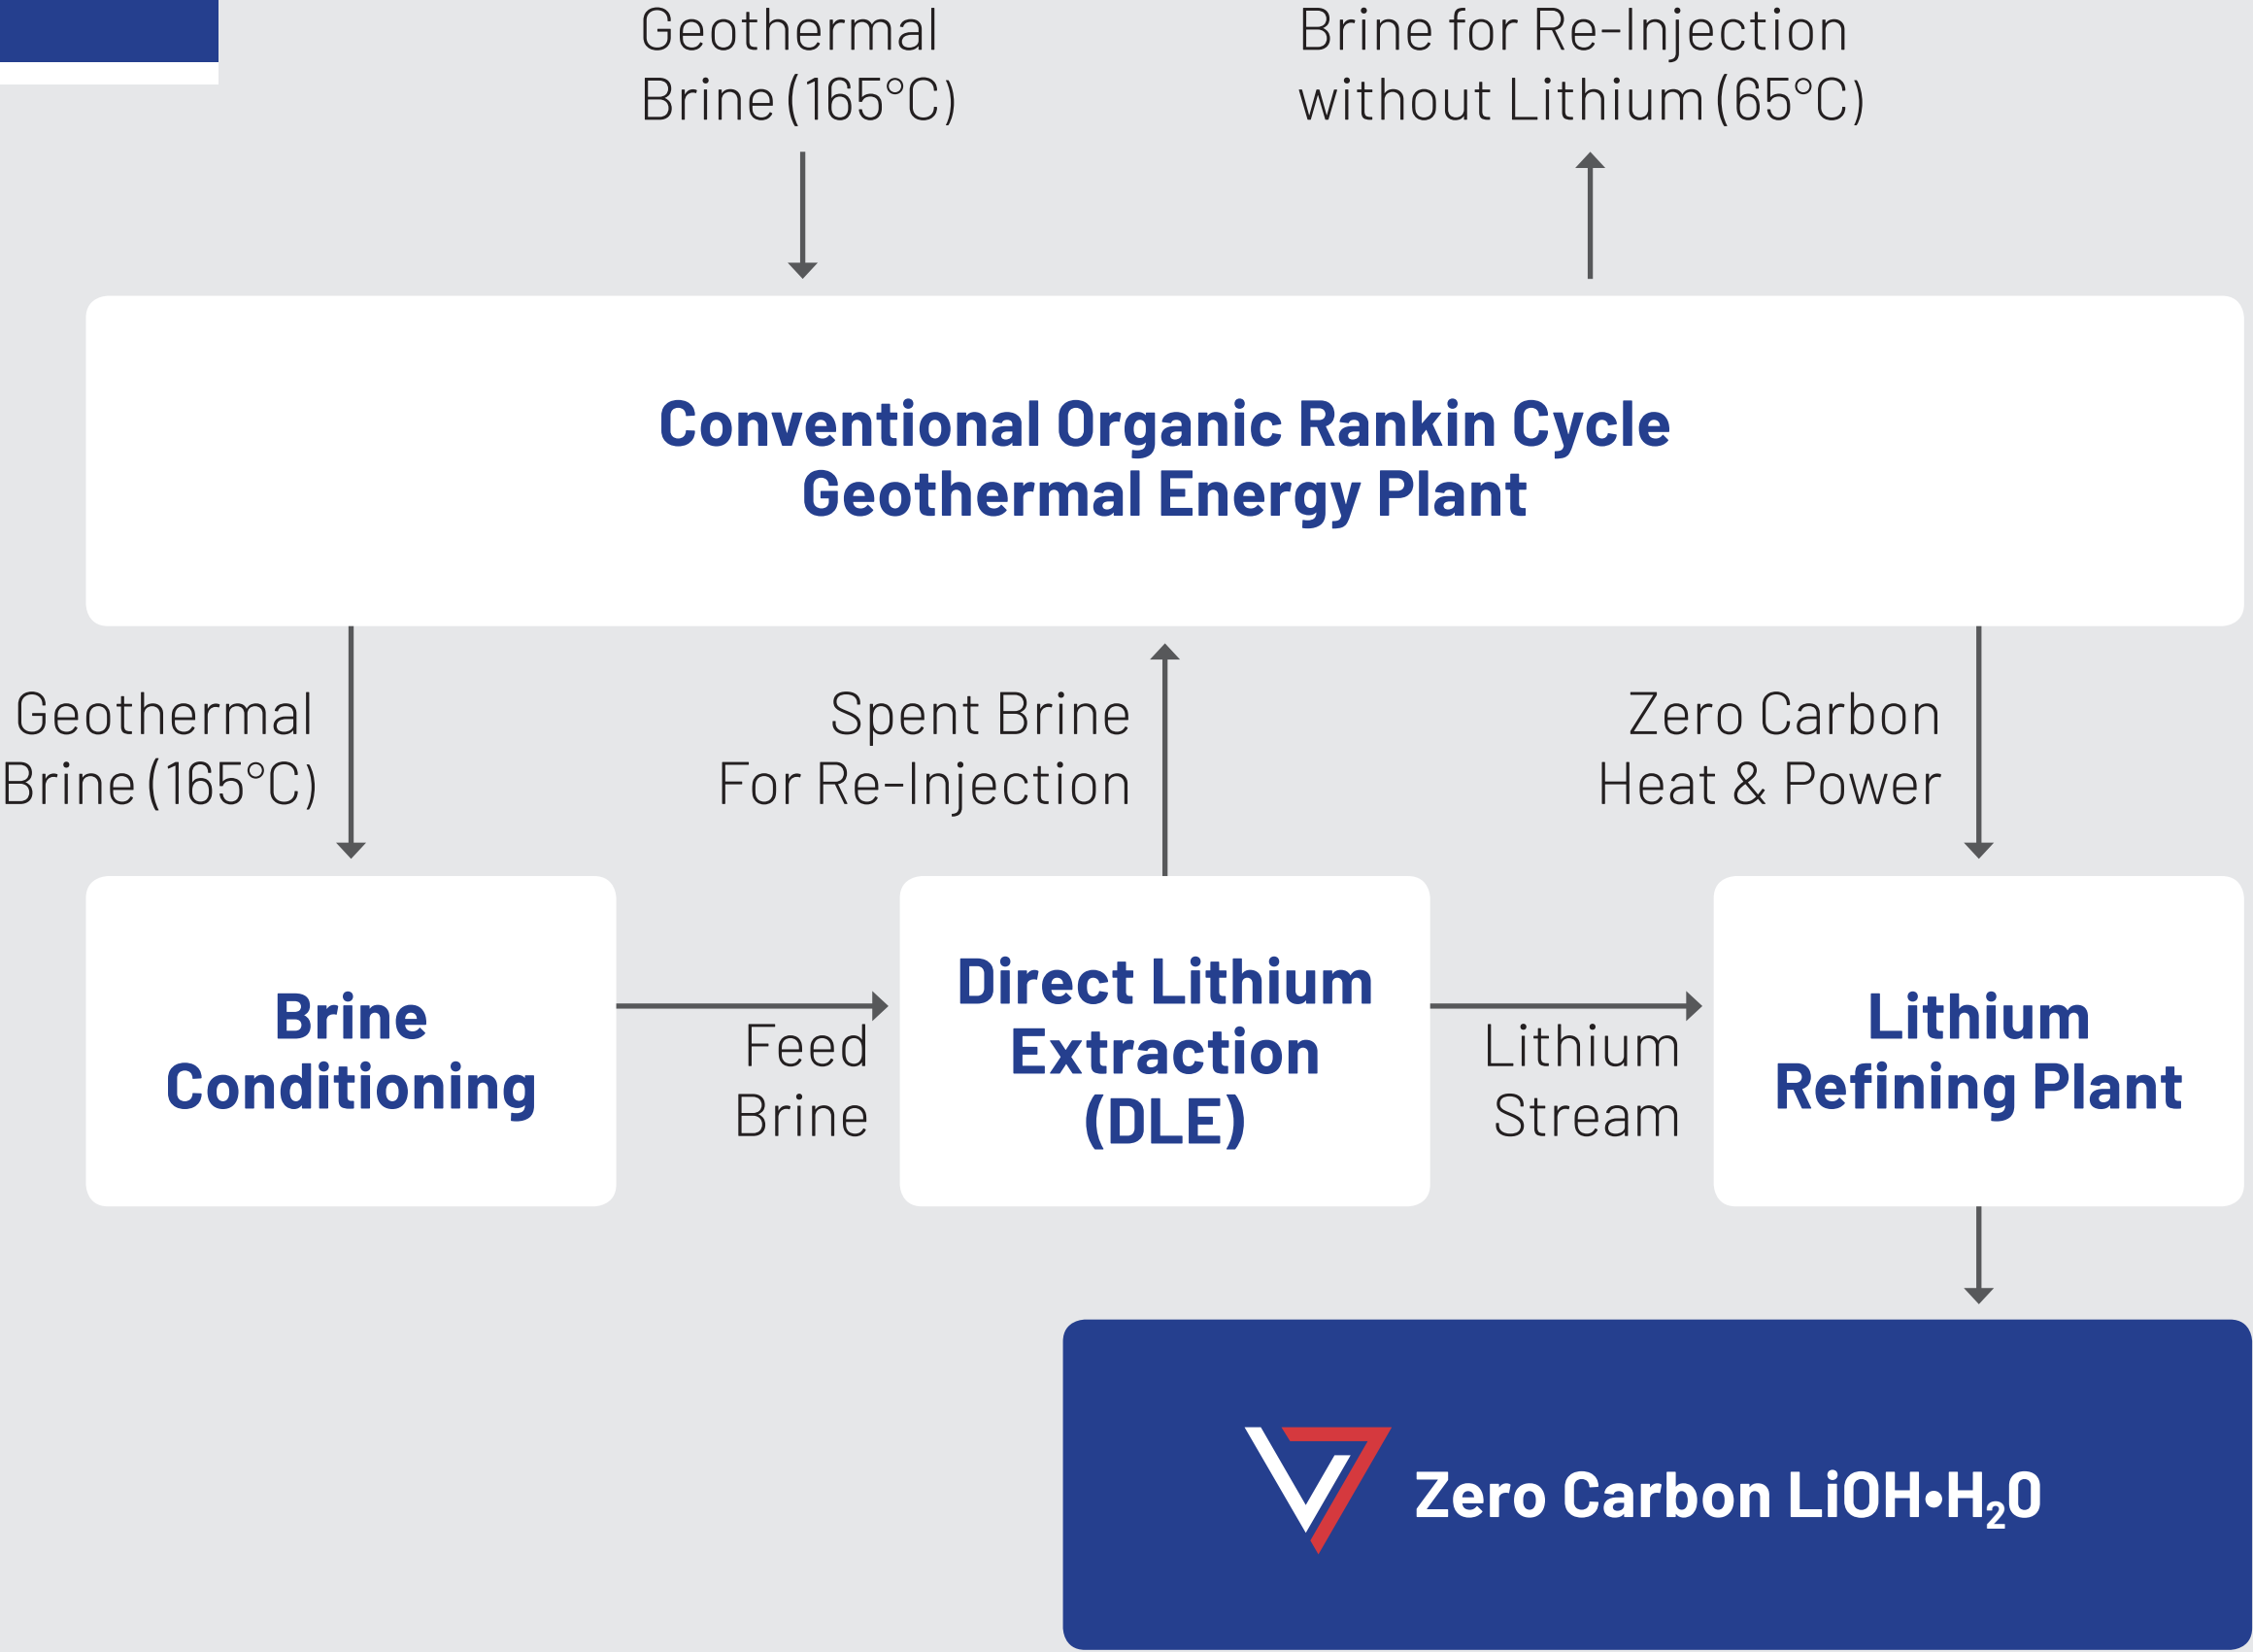 Geothermal
Brine (165°C)
Brine for Re-Injection
without Lithium (65°C)
Conventional Organic Rankin Cycle
Geothermal Energy Plant
Geothermal
Brine (165°C)
Spent Brine
For Re-Injection
Zero Carbon
Heat & Power
Brine
Conditioning
Feed
Brine
Direct Lithium
Extraction
(DLE)
Lithium
Stream
Lithium
Refining Plant
Zero Carbon LiOH•H₂O